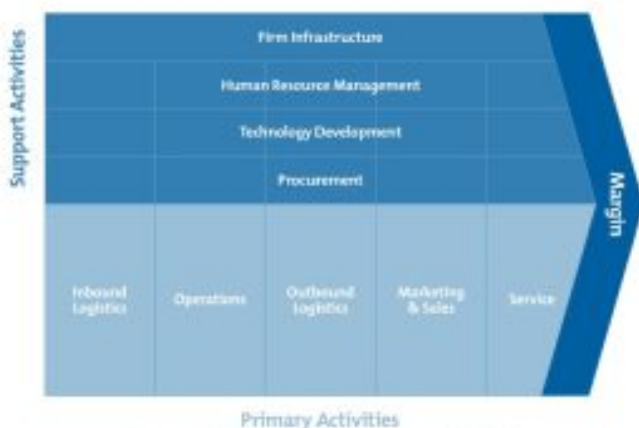 Support Activities
Firm Infrastructure
Human Resource Management
Technology Development
Procurement
Margin
Inbound
Logistics
Operations
Outbound
Logistics
Marketing
& Sales
Service
Primary Activities